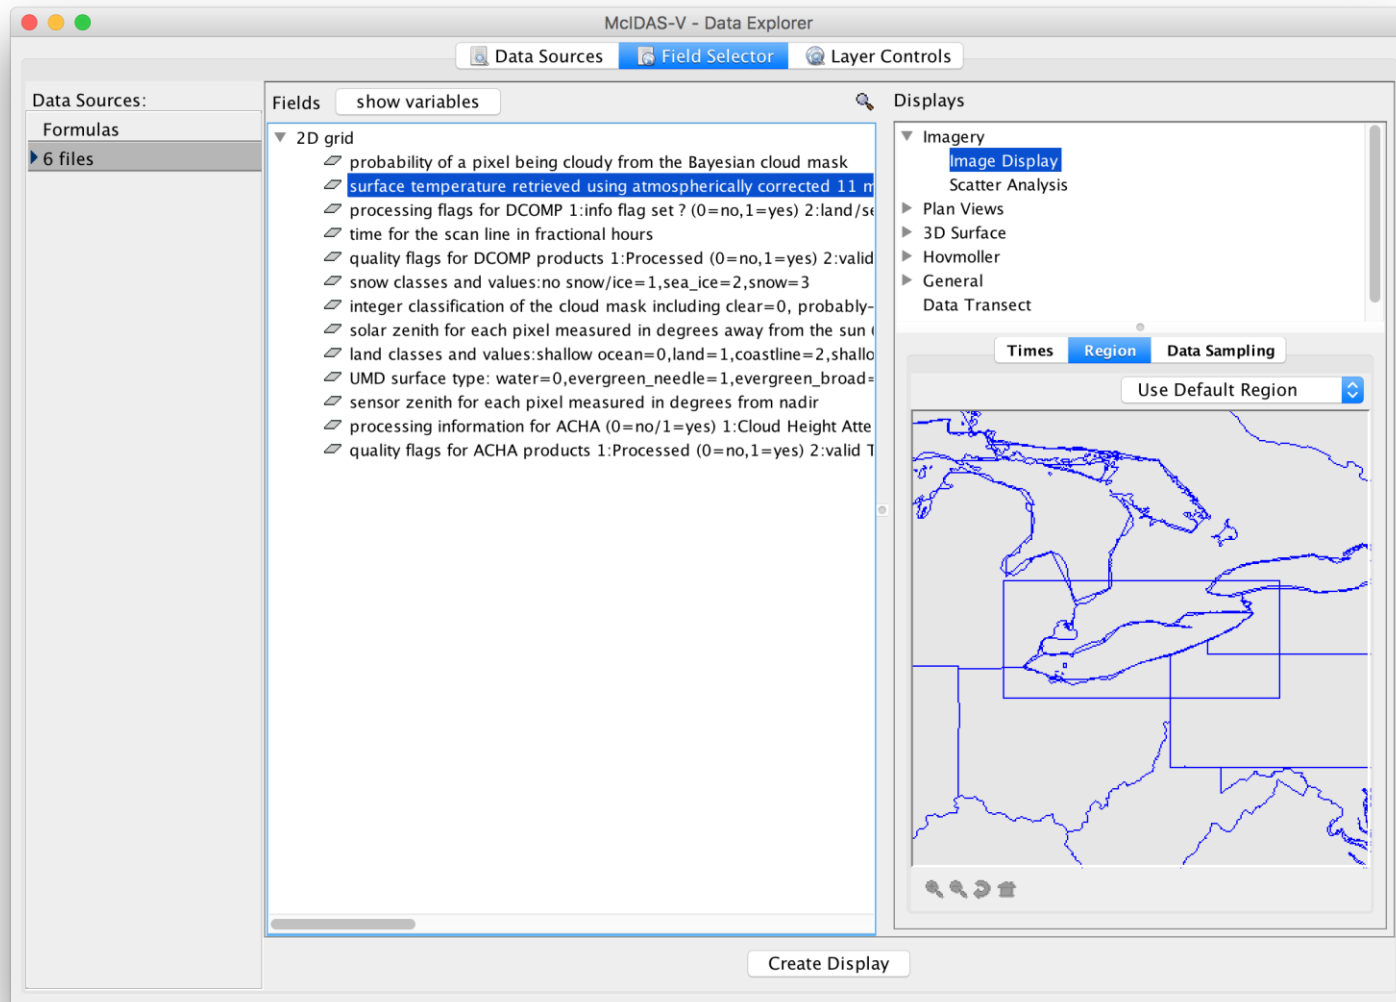 McIDAS-V - Data Explorer
Data Sources
Field Selector
Layer Controls
Data Sources:
Formulas
6 files
Fields
show variables
2D grid
probability of a pixel being cloudy from the Bayesian cloud mask
surface temperature retrieved using atmospherically corrected 11 m
processing flags for DCOMP 1:info flag set ? (0=no,1=yes) 2:land/se
time for the scan line in fractional hours
quality flags for DCOMP products 1:Processed (0=no,1=yes) 2:valid
snow classes and values:no snow/ice=1,sea_ice=2,snow=3
integer classification of the cloud mask including clear=0, probably-
solar zenith for each pixel measured in degrees away from the sun
land classes and values:shallow ocean=0,land=1,coastline=2,shallo
UMD surface type: water=0,evergreen_needle=1,evergreen_broad=
sensor zenith for each pixel measured in degrees from nadir
processing information for ACHA (0=no/1=yes) 1:Cloud Height Atte
quality flags for ACHA products 1:Processed (0=no,1=yes) 2:valid T
Displays
Imagery
Image Display
Scatter Analysis
Plan Views
3D Surface
Hovmoller
General
Data Transect
Times
Region
Data Sampling
Use Default Region
Create Display